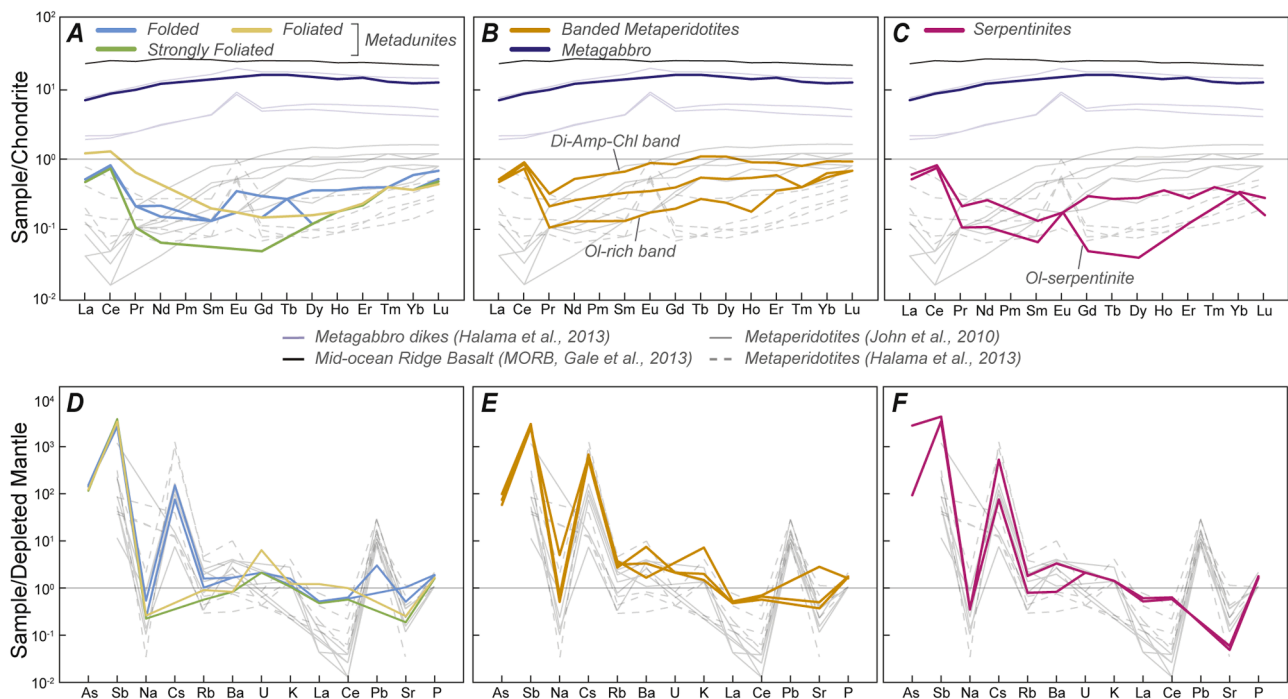 A
Folded
Foliated
Strongly Foliated
Metadunites
B
Banded Metaperidotites
Metagabbro
Di-Amp-Chl band
Ol-rich band
C
Serpentinites
Ol-serpentinite
Sample/Chondrite
10²
10¹
10⁰
10⁻¹
10⁻²
La Ce Pr Nd Pm Sm Eu Gd Tb Dy Ho Er Tm Yb Lu
La Ce Pr Nd Pm Sm Eu Gd Tb Dy Ho Er Tm Yb Lu
La Ce Pr Nd Pm Sm Eu Gd Tb Dy Ho Er Tm Yb Lu
Metagabbro dikes (Halama et al., 2013)
Metaperidotites (John et al., 2010)
Mid-ocean Ridge Basalt (MORB, Gale et al., 2013)
Metaperidotites (Halama et al., 2013)
D
E
F
Sample/Depleted Mantle
10⁴
10³
10²
10¹
10⁰
10⁻¹
10⁻²
As Sb Na Cs Rb Ba U K La Ce Pb Sr P
As Sb Na Cs Rb Ba U K La Ce Pb Sr P
As Sb Na Cs Rb Ba U K La Ce Pb Sr P